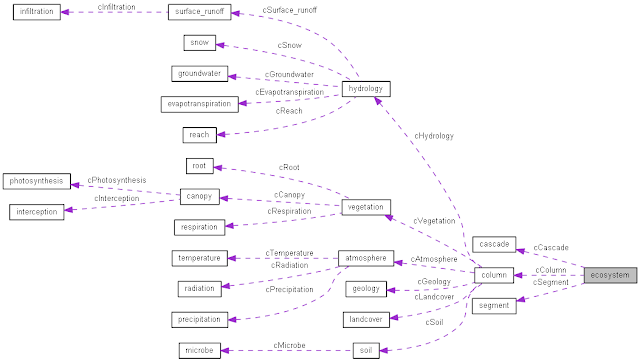 infiltration
cInfiltration
surface_runoff
cSurface_runoff
snow
cSnow
groundwater
cGroundwater
hydrology
evapotranspiration
cEvapotranspiration
cReach
reach
cHydrology
root
cRoot
photosynthesis
cPhotosynthesis
canopy
cCanopy
interception
cInterception
vegetation
cRespiration
respiration
cVegetation
cascade
cCascade
temperature
cTemperature
atmosphere
cAtmosphere
column
cColumn
ecosystem
radiation
cRadiation
geology
cGeology
cSegment
precipitation
cPrecipitation
landcover
cLandcover
segment
cSoil
microbe
cMicrobe
soil